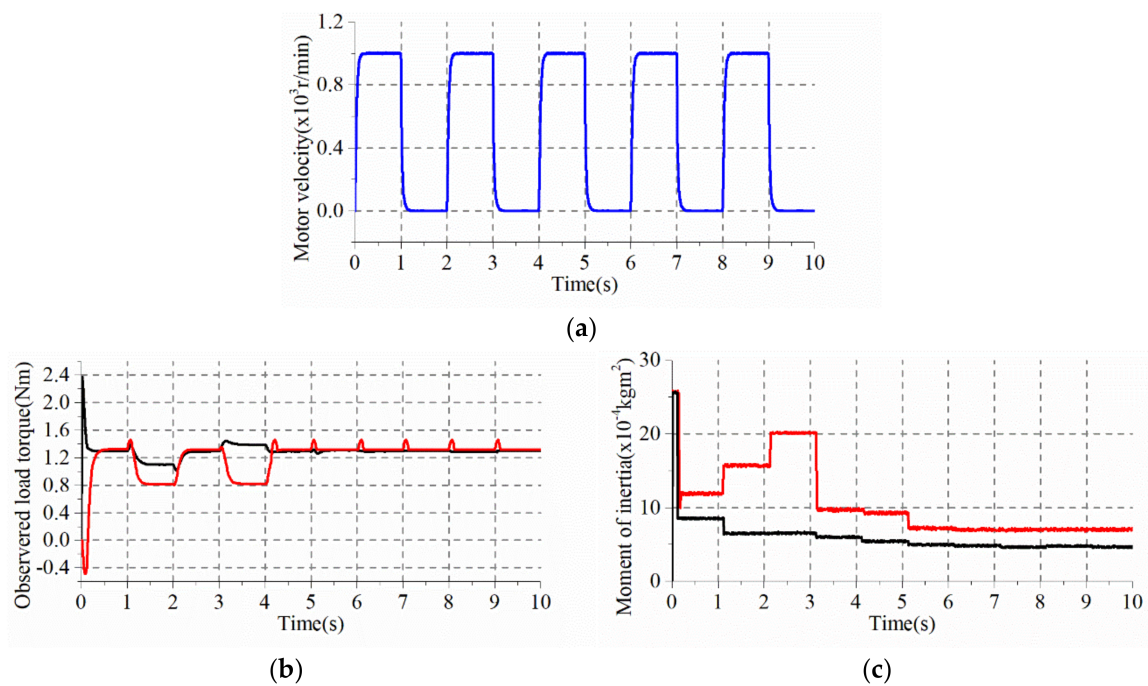 1.2
0.8
0.4
0.0
Motor velocity(x10³r/min)
0 1 2 3 4 5 6 7 8 9 10
Time(s)
(a)
2.4
2.0
1.6
1.2
0.8
0.4
0.0
-0.4
Observered load torque(Nm)
0 1 2 3 4 5 6 7 8 9 10
Time(s)
(b)
30
20
10
0
Moment of inertia(x10⁻⁴kgm²)
0 1 2 3 4 5 6 7 8 9 10
Time(s)
(c)